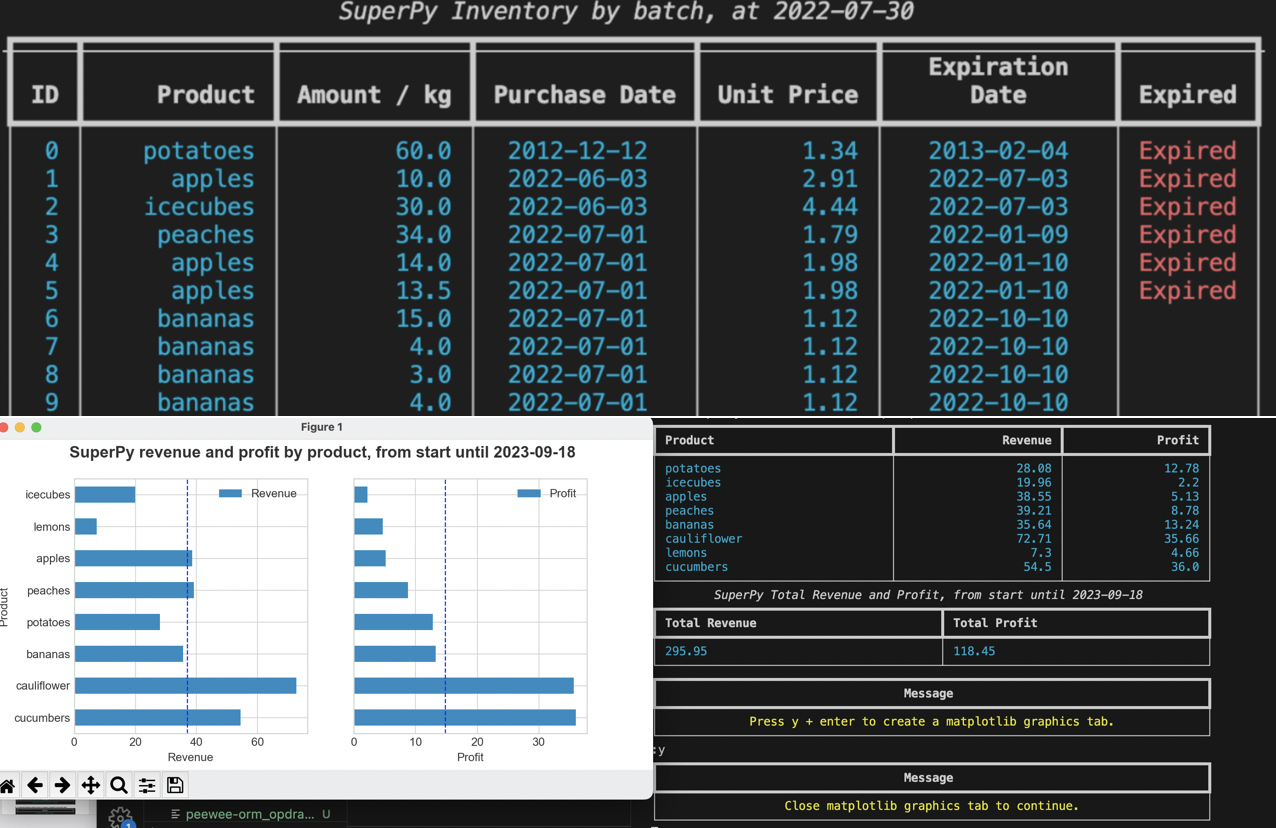 SuperPy Inventory by batch, at 2022-07-30
ID Product Amount / kg Purchase Date Unit Price Expiration Date Expired
0 potatoes 60.0 2012-12-12 1.34 2013-02-04 Expired
1 apples 10.0 2022-06-03 2.91 2022-07-03 Expired
2 icecubes 30.0 2022-06-03 4.44 2022-07-03 Expired
3 peaches 34.0 2022-07-01 1.79 2022-01-09 Expired
4 apples 14.0 2022-07-01 1.98 2022-01-10 Expired
5 apples 13.5 2022-07-01 1.98 2022-01-10 Expired
6 bananas 15.0 2022-07-01 1.12 2022-10-10
7 bananas 4.0 2022-07-01 1.12 2022-10-10
8 bananas 3.0 2022-07-01 1.12 2022-10-10
9 bananas 4.0 2022-07-01 1.12 2022-10-10
Figure 1
SuperPy revenue and profit by product, from start until 2023-09-18
Revenue
Profit
Product
icecubes
lemons
apples
peaches
potatoes
bananas
cauliflower
cucumbers
0 20 40 60
Revenue
0 10 20 30
Profit
peewee-orm_opdra... U
1
Product Revenue Profit
potatoes 28.08 12.78
icecubes 19.96 2.2
apples 38.55 5.13
peaches 39.21 8.78
bananas 35.64 13.24
cauliflower 72.71 35.66
lemons 7.3 4.66
cucumbers 54.5 36.0
SuperPy Total Revenue and Profit, from start until 2023-09-18
Total Revenue Total Profit
295.95 118.45
Message
Press y + enter to create a matplotlib graphics tab.
:y
Message
Close matplotlib graphics tab to continue.